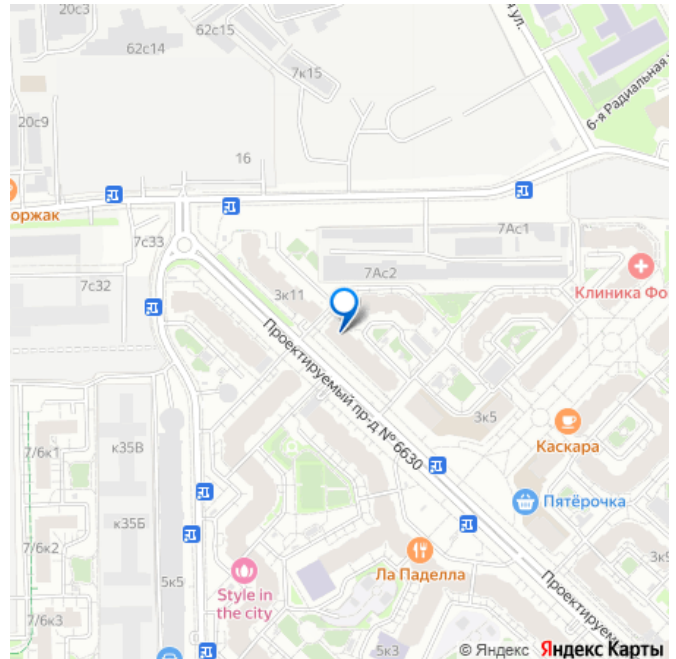 20с3
62с15
62с14
7к15
ул.
6-я Радиальная
20с9
16
оржак
7с33
7Ас1
7Ас2
7с32
3к11
Клиника Фо
Проектируемый пр-д № 6630
3к5
Каскара
7/6к1
к35В
Пятёрочка
к35Б
7/6к2
Ла Паделла
3к9
5к5
Style in
the city
Проектируемы
7/6к3
5к3
© Яндекс Яндекс Карты